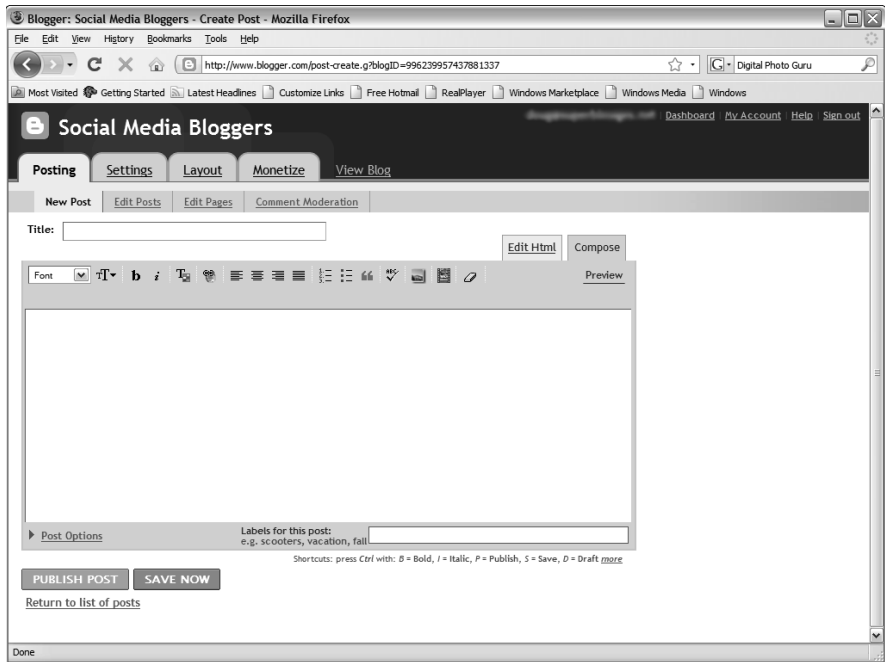 Blogger: Social Media Bloggers - Create Post - Mozilla Firefox
File Edit View History Bookmarks Tools Help
http://www.blogger.com/post-create.g?blogID=996239957437881337 G Digital Photo Guru
Most Visited Getting Started Latest Headlines Customize Links Free Hotmail RealPlayer Windows Marketplace Windows Media Windows
Dashboard | My Account | Help | Sign out
Social Media Bloggers
Posting Settings Layout Monetize View Blog
New Post Edit Posts Edit Pages Comment Moderation
Title:
Edit Html Compose
Font b i ABC Preview
Post Options Labels for this post:
e.g. scooters, vacation, fall
Shortcuts: press Ctrl with: B = Bold, I = Italic, P = Publish, S = Save, D = Draft more
PUBLISH POST SAVE NOW
Return to list of posts
Done